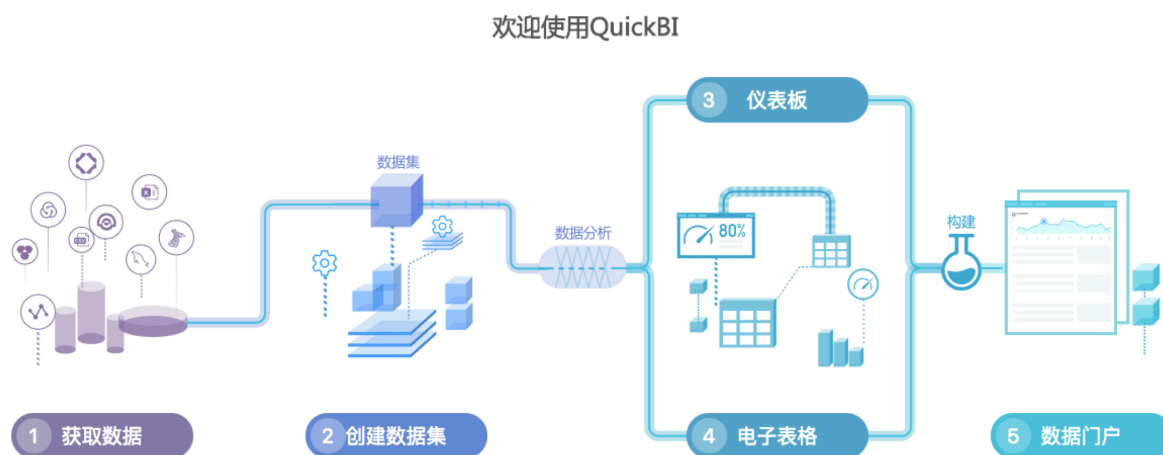 欢迎使用QuickBI
数据集
数据分析
3 仪表板
80%
构建
1 获取数据
2 创建数据集
4 电子表格
5 数据门户